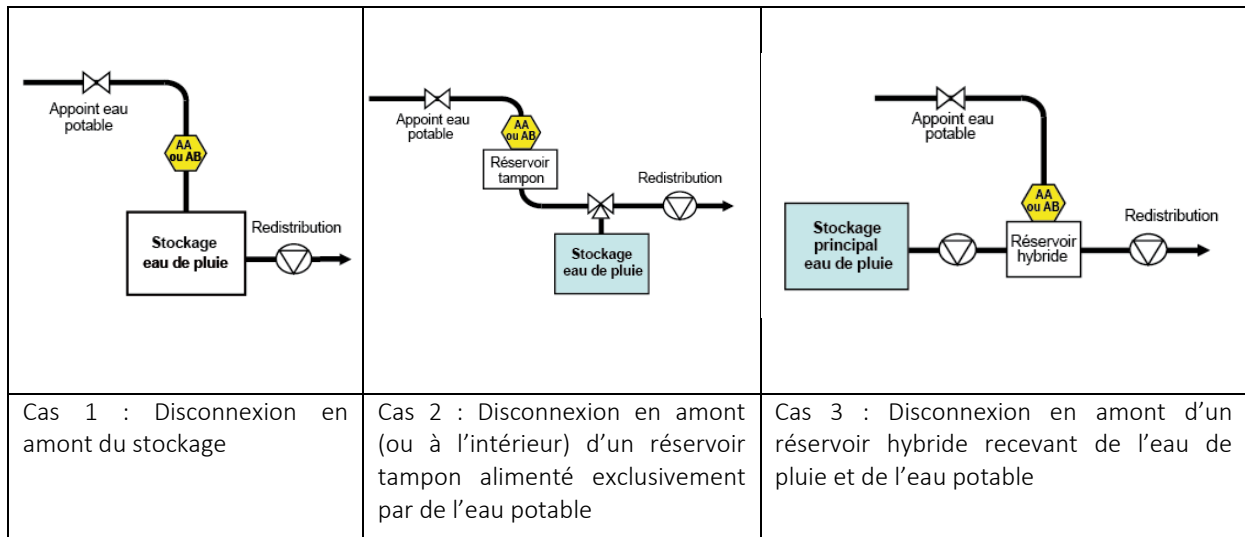 Appoint eau
potable
AA
ou AB
Stockage
eau de pluie
Redistribution
Appoint eau
potable
AA
ou AB
Réservoir
tampon
Redistribution
Stockage
eau de pluie
Appoint eau
potable
AA
ou AB
Stockage
principal
eau de pluie
Réservoir
hybride
Redistribution
Cas 1 : Disconnexion en
amont du stockage
Cas 2 : Disconnexion en amont
(ou à l’intérieur) d’un réservoir
tampon alimenté exclusivement
par de l’eau potable
Cas 3 : Disconnexion en amont d’un
réservoir hybride recevant de l’eau de
pluie et de l’eau potable